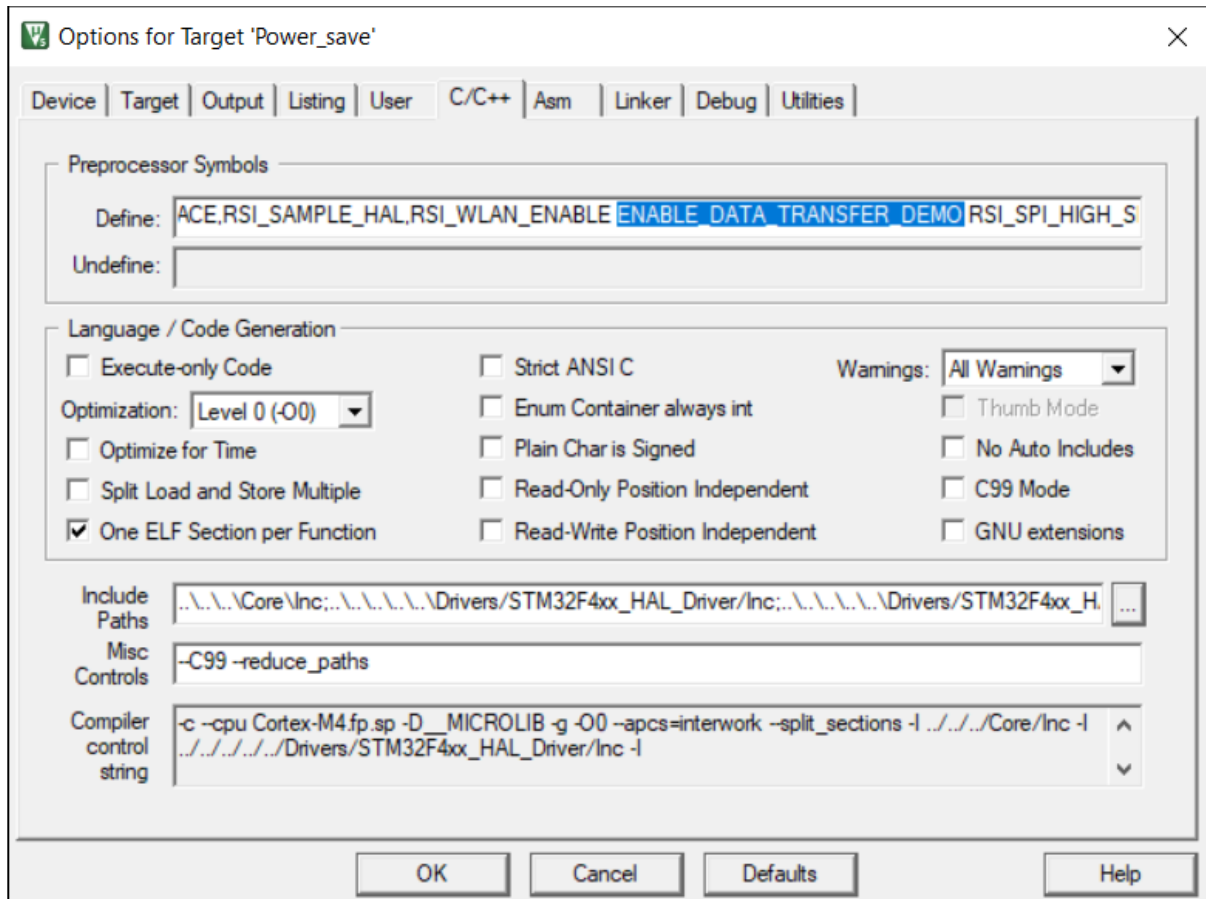 Options for Target 'Power_save'
Device Target Output Listing User C/C++ Asm Linker Debug Utilities
Preprocessor Symbols
Define: ACE,RSI_SAMPLE_HAL,RSI_WLAN_ENABLE ENABLE_DATA_TRANSFER_DEMO RSI_SPI_HIGH_S
Undefine:
Language / Code Generation
Execute-only Code Strict ANSI C Warnings: All Warnings
Optimization: Level 0 (-O0) Enum Container always int Thumb Mode
Optimize for Time Plain Char is Signed No Auto Includes
Split Load and Store Multiple Read-Only Position Independent C99 Mode
One ELF Section per Function Read-Write Position Independent GNU extensions
Include Paths ..\..\..\Core\Inc;..\..\..\..\..\Drivers/STM32F4xx_HAL_Driver/Inc;..\..\..\..\..\Drivers/STM32F4xx_H. ...
Misc Controls --C99 --reduce_paths
Compiler control string -c --cpu Cortex-M4.fp.sp -D__MICROLIB -g -O0 --apcs=interwork --split_sections -I ../../../Core/Inc -I
../../../../../Drivers/STM32F4xx_HAL_Driver/Inc -I
OK Cancel Defaults Help